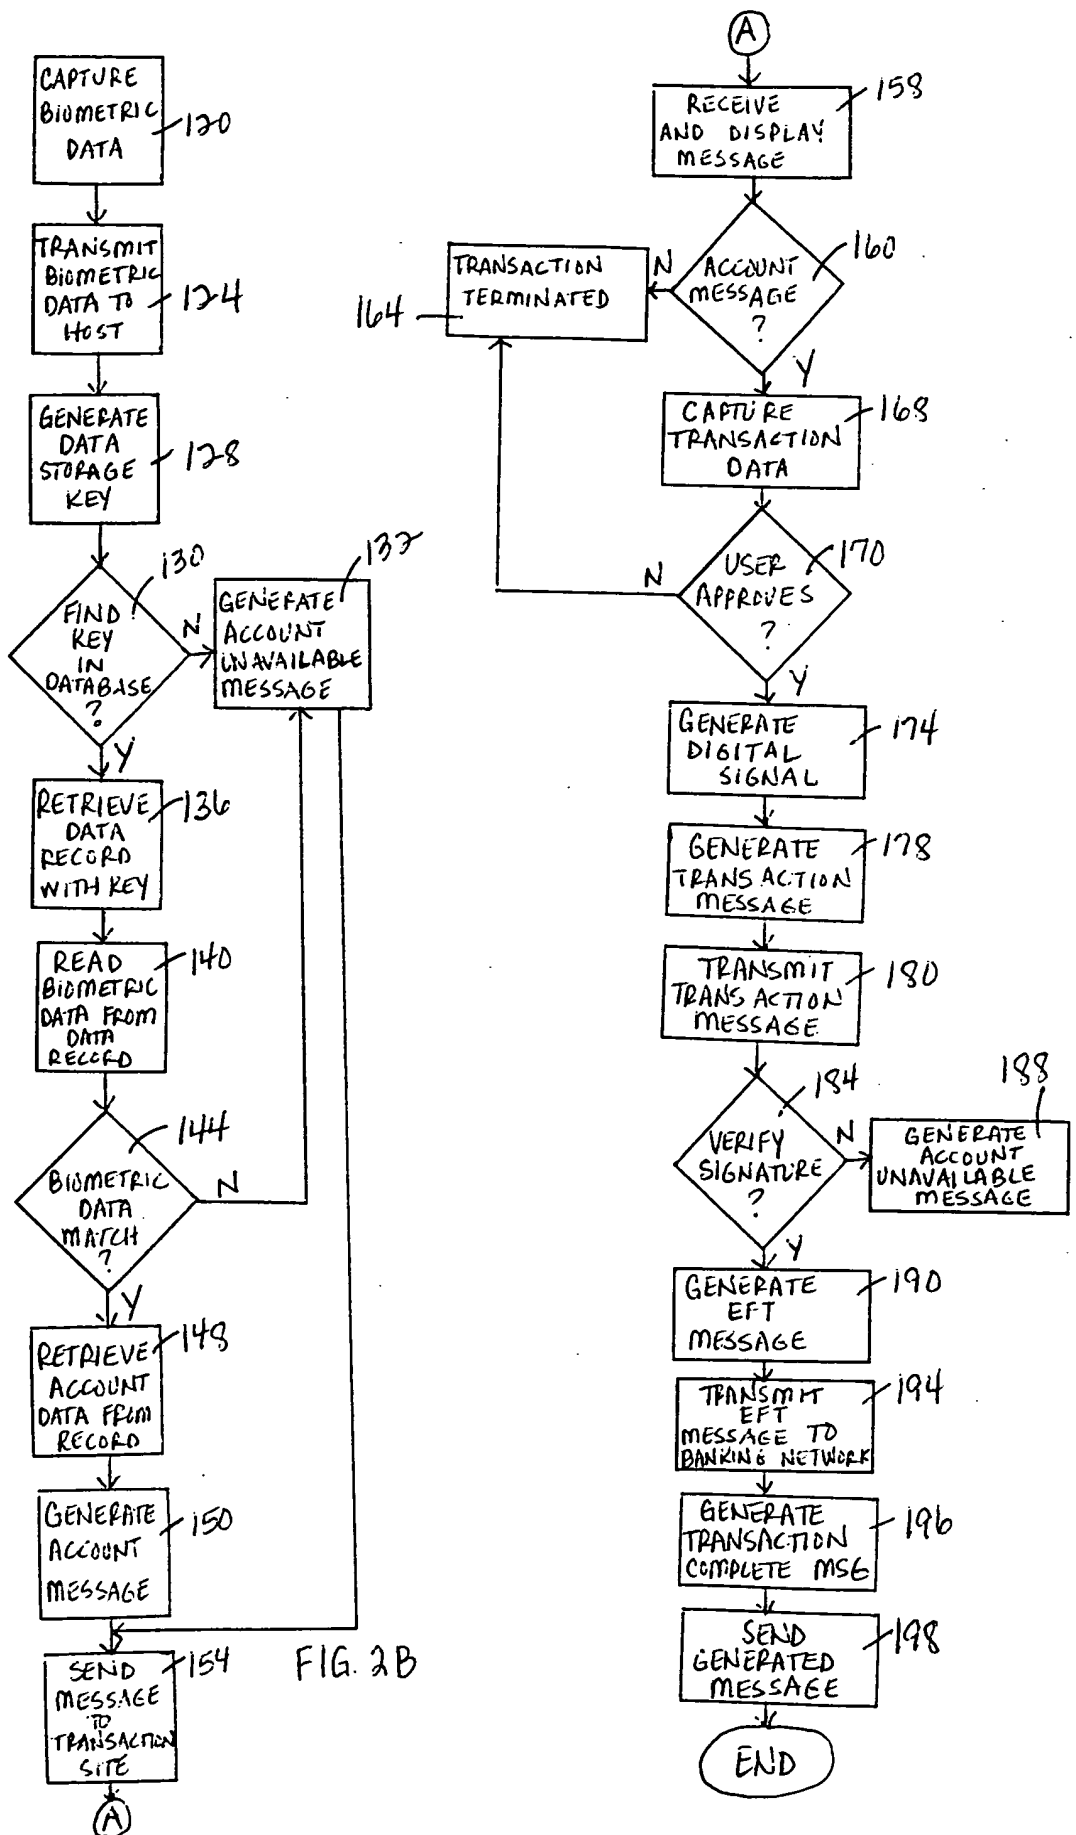 CAPTURE
BIOMETRIC
DATA
120
TRANSMIT
BIOMETRIC
DATA TO
HOST
124
GENERATE
DATA
STORAGE
KEY
128
130
FIND
KEY
IN
DATABASE
?
N
Y
132
GENERATE
ACCOUNT
UNAVAILABLE
MESSAGE
RETRIEVE
DATA
RECORD
WITH KEY
136
READ
BIOMETRIC
DATA FROM
DATA
RECORD
140
144
BIOMETRIC
DATA
MATCH
?
N
Y
RETRIEVE
ACCOUNT
DATA FROM
RECORD
148
GENERATE
ACCOUNT
MESSAGE
150
SEND
MESSAGE
TO
TRANSACTION
SITE
154
A
FIG. 2B
A
RECEIVE
AND DISPLAY
MESSAGE
158
160
ACCOUNT
MESSAGE
?
N
Y
TRANSACTION
TERMINATED
164
CAPTURE
TRANSACTION
DATA
168
170
USER
APPROVES
?
N
Y
GENERATE
DIGITAL
SIGNAL
174
GENERATE
TRANSACTION
MESSAGE
178
TRANSMIT
TRANSACTION
MESSAGE
180
184
VERIFY
SIGNATURE
?
N
Y
188
GENERATE
ACCOUNT
UNAVAILABLE
MESSAGE
GENERATE
EFT
MESSAGE
190
TRANSMIT
EFT
MESSAGE TO
BANKING NETWORK
194
GENERATE
TRANSACTION
COMPLETE MSG
196
SEND
GENERATED
MESSAGE
198
END